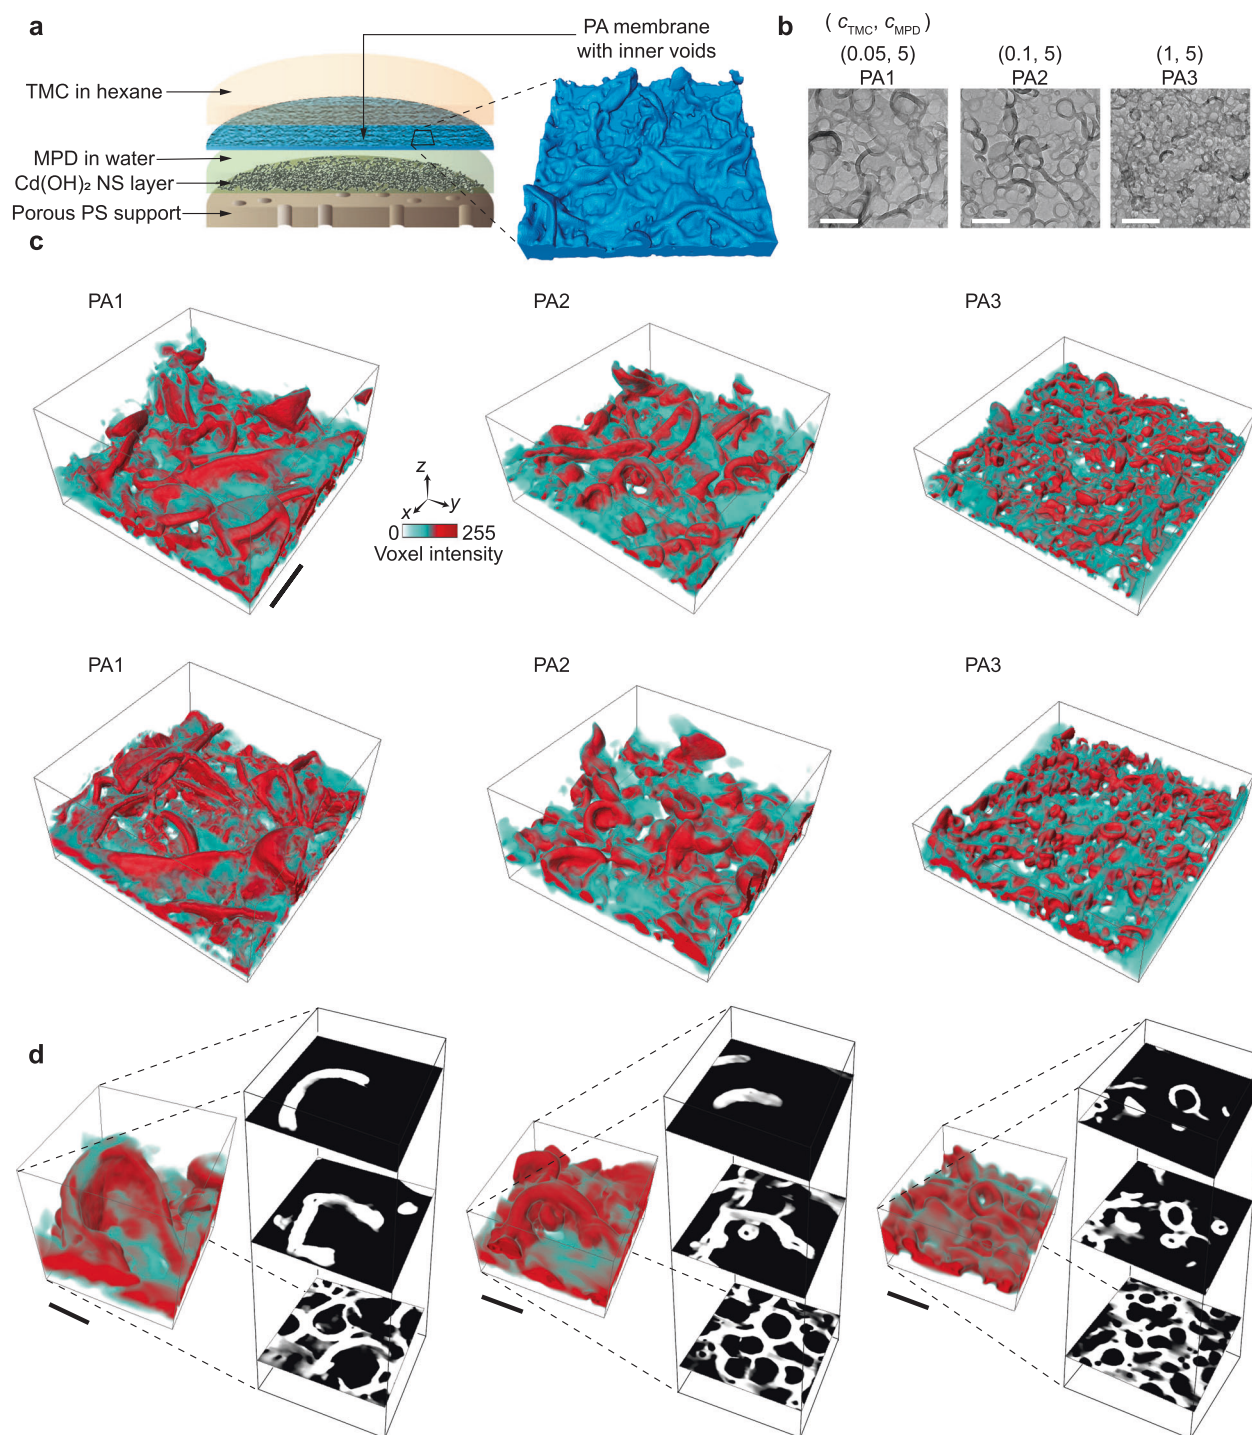 a
PA membrane
with inner voids
TMC in hexane
MPD in water
Cd(OH)₂ NS layer
Porous PS support
b
( c_TMC, c_MPD )
(0.05, 5) (0.1, 5) (1, 5)
PA1 PA2 PA3
c
PA1 PA2 PA3
z
x y
0 255
Voxel intensity
PA1 PA2 PA3
d